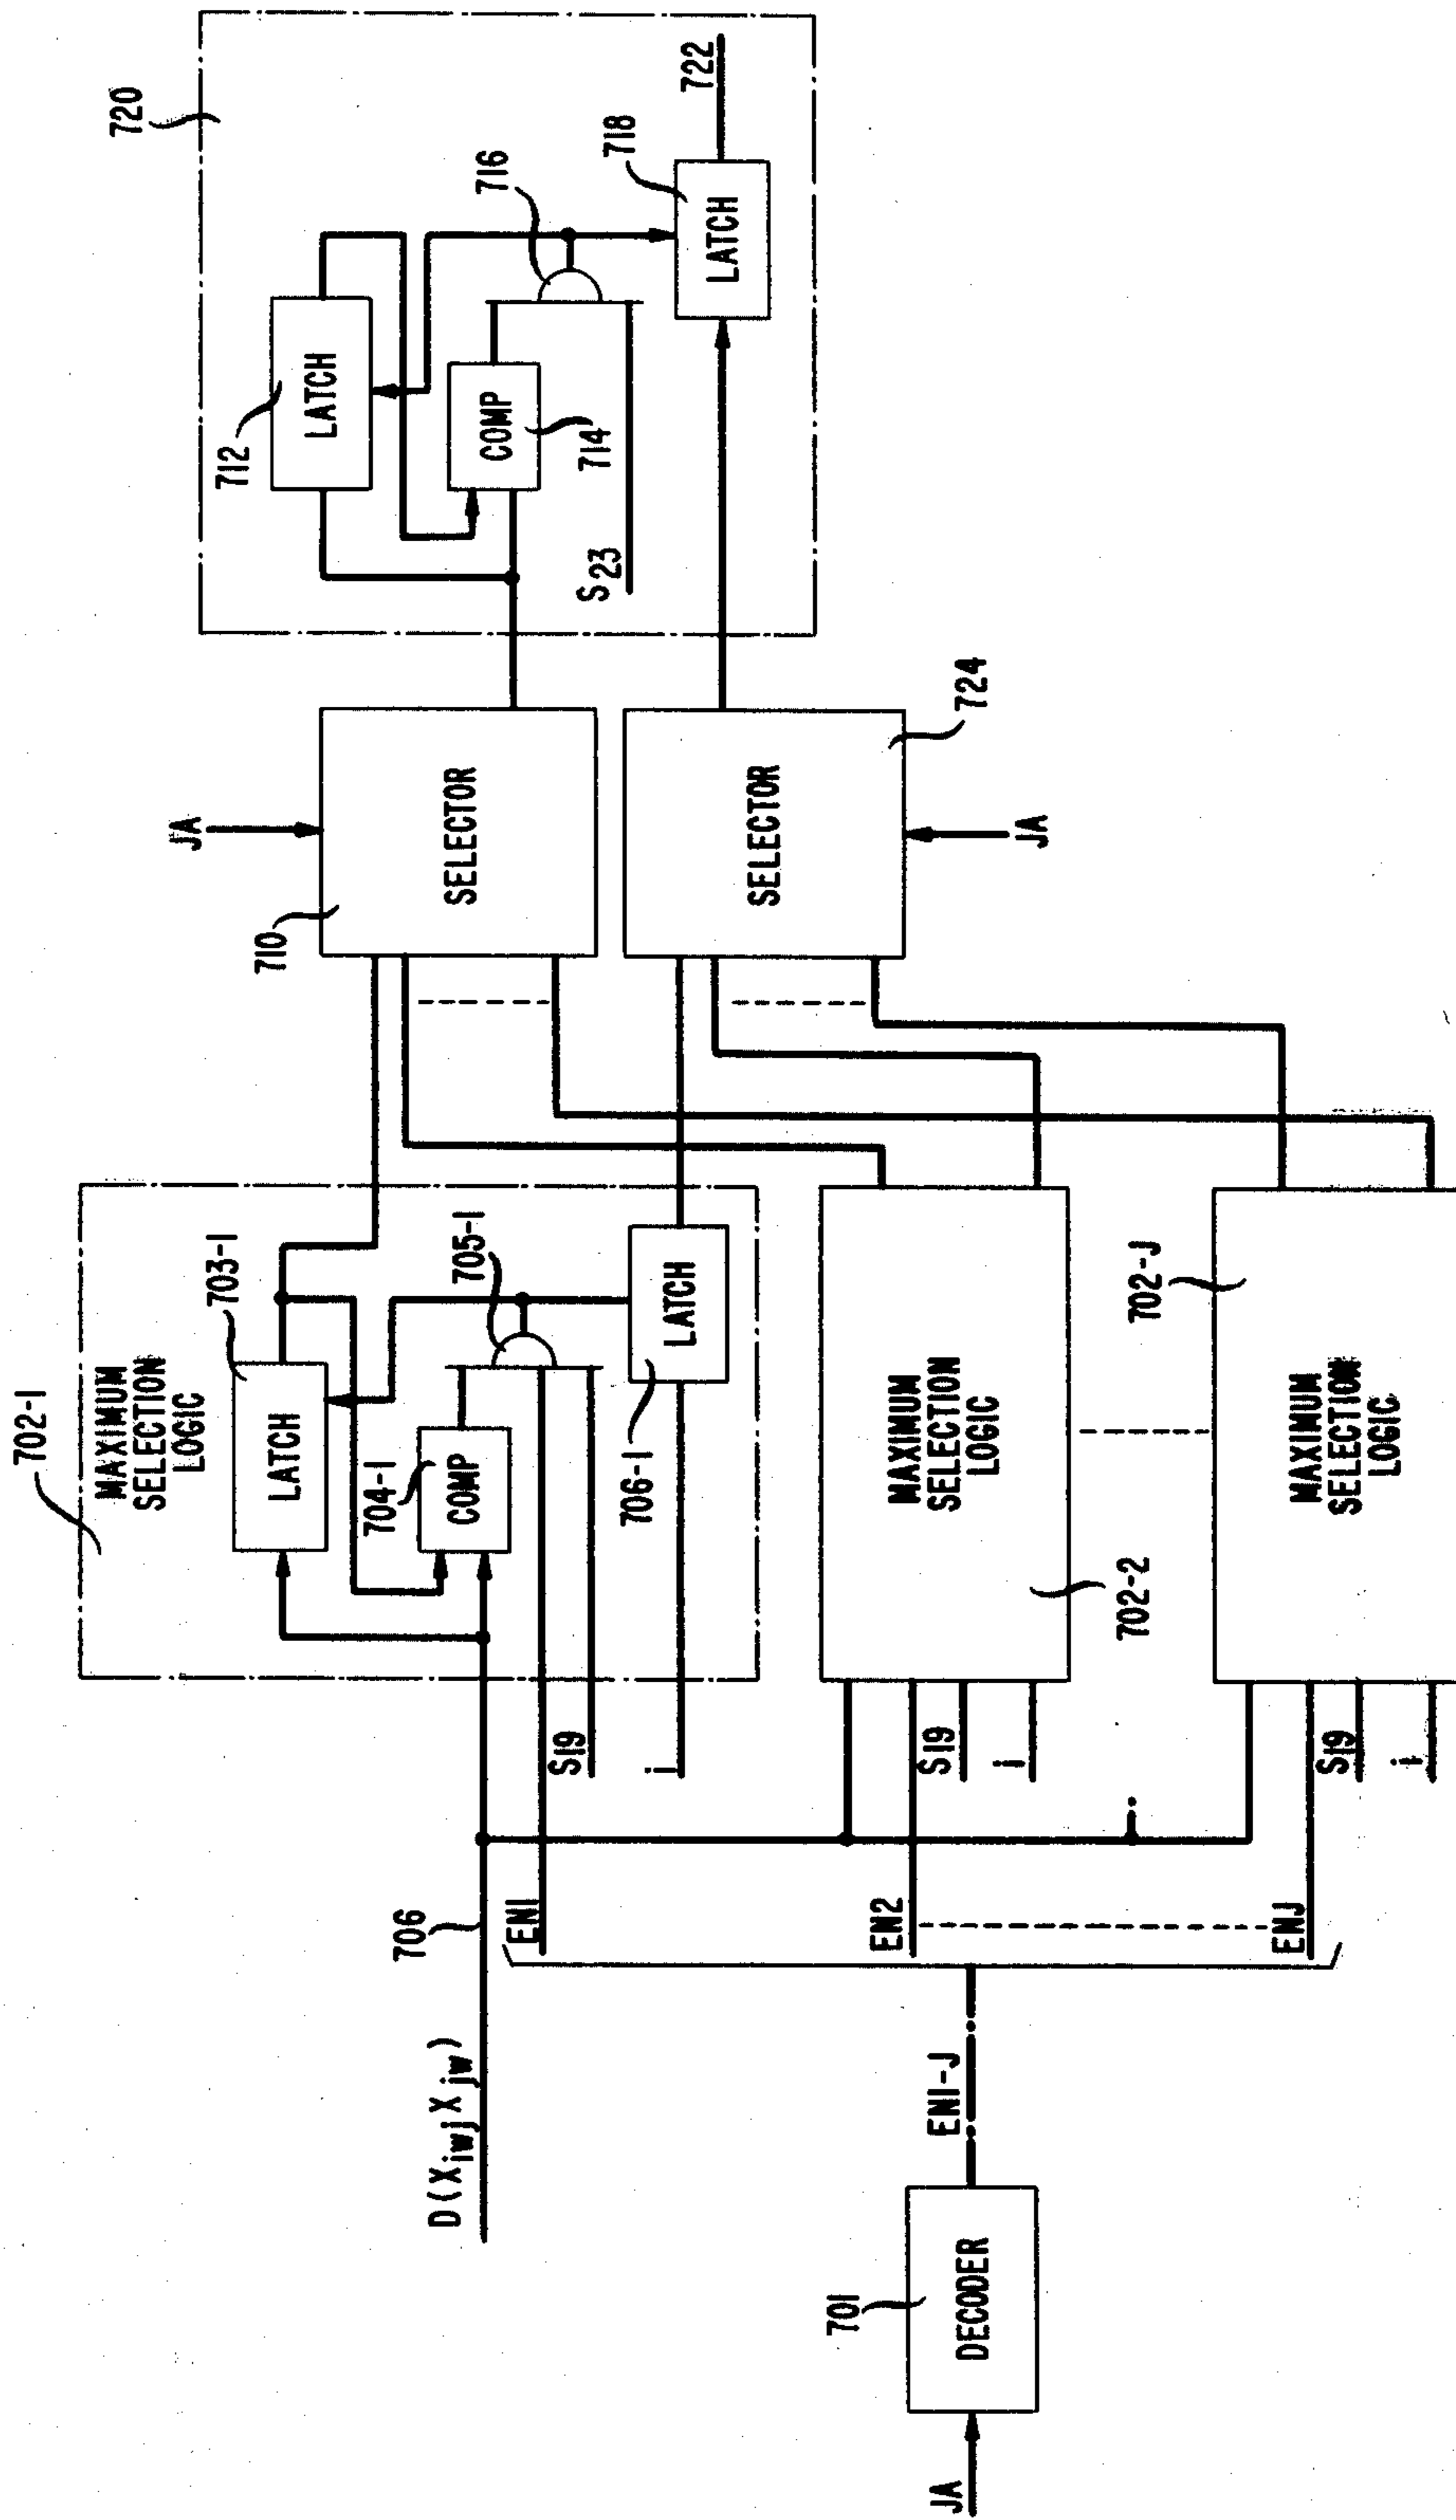 702-1
MAXIMUM
SELECTION
LOGIC
703-1
LATCH
704-1
COMP
705-1
706-1
LATCH
706
D(XiwjXjw)
EN1
S19
i
MAXIMUM
SELECTION
LOGIC
702-2
EN2
S19
i
702-J
MAXIMUM
SELECTION
LOGIC
ENJ
S19
i
JA
701
DECODER
EN1-J
JA
710
SELECTOR
SELECTOR
724
JA
720
712
LATCH
COMP
714
716
S23
718
LATCH
722